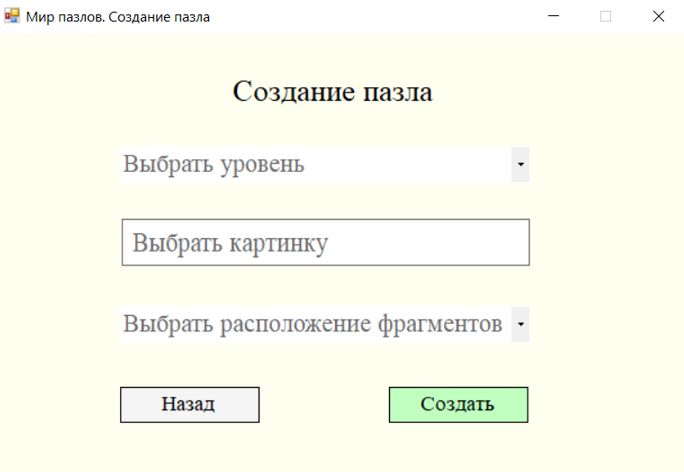 Мир пазлов. Создание пазла
Создание пазла
Выбрать уровень
Выбрать картинку
Выбрать расположение фрагментов
Назад
Создать